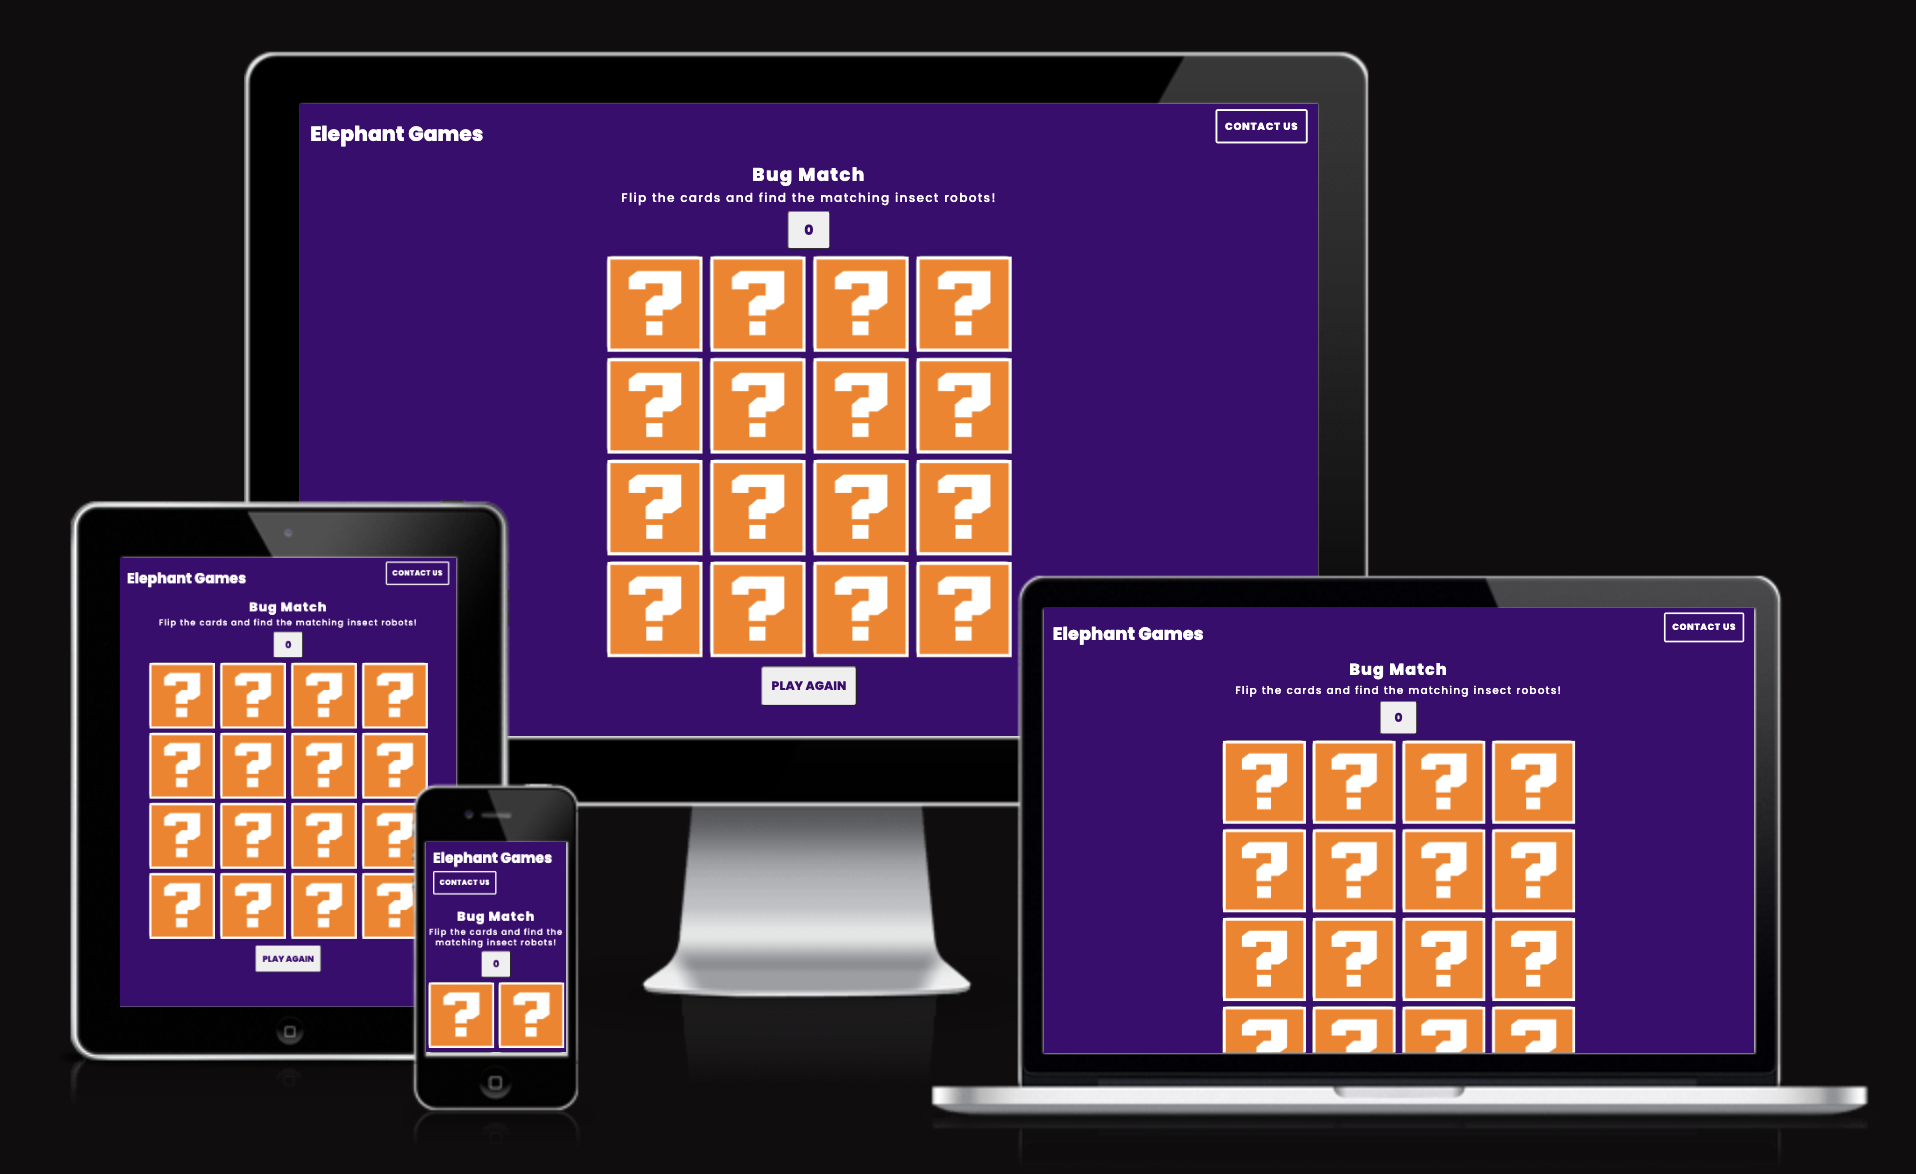 Elephant Games
CONTACT US
Bug Match
Flip the cards and find the matching insect robots!
0
? ? ? ?
? ? ? ?
? ? ? ?
? ? ? ?
PLAY AGAIN
Elephant Games
CONTACT US
Bug Match
Flip the cards and find the matching insect robots!
0
? ? ? ?
? ? ? ?
? ? ? ?
? ? ? ?
PLAY AGAIN
Elephant Games
CONTACT US
Bug Match
Flip the cards and find the
matching insect robots!
0
? ?
Elephant Games
CONTACT US
Bug Match
Flip the cards and find the matching insect robots!
0
? ? ? ?
? ? ? ?
? ? ? ?
? ? ? ?